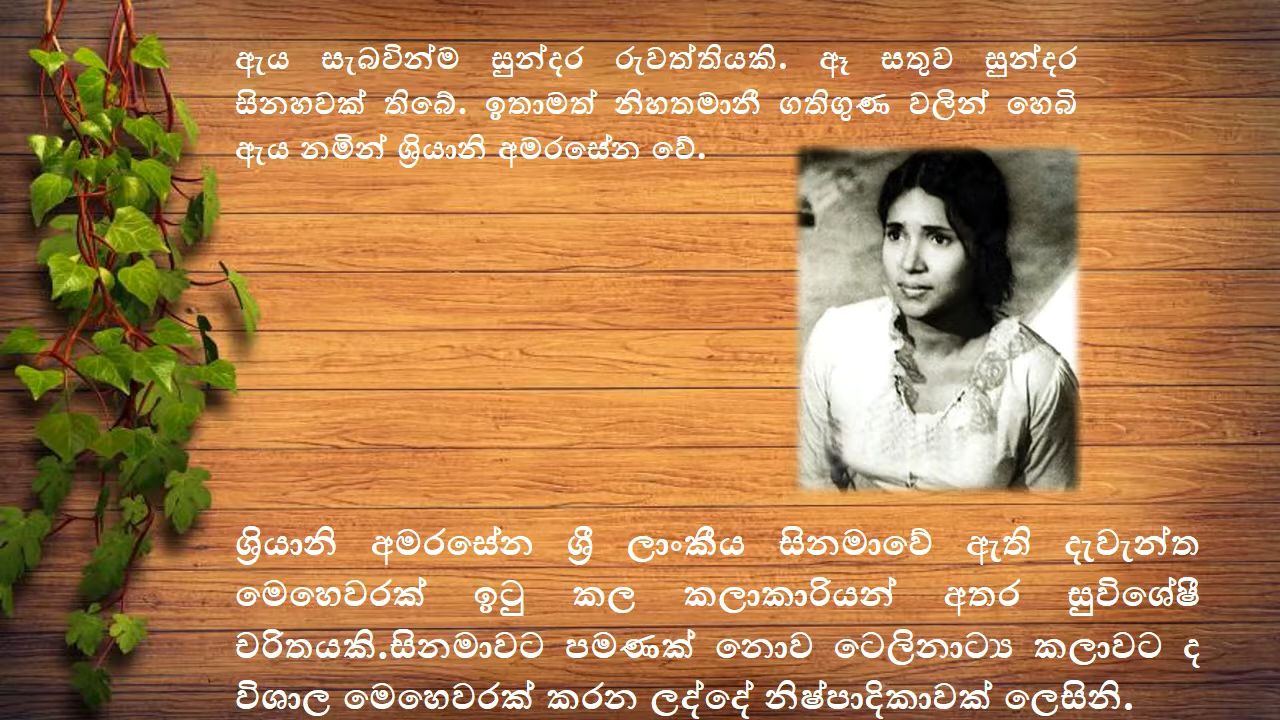 ඇය සැබවින්ම සුන්දර රුවත්තියකි. ඈ සතුව සුන්දර
සිනහවක් තිබේ. ඉතාමත් නිහතමානී ගතිගුණ වලින් හෙබි
ඇය නමින් ශ්‍රියානි අමරසේන වේ.
ශ්‍රියානි අමරසේන ශ්‍රී ලාංකීය සිනමාවේ ඇති දැවැන්ත
මෙහෙවරක් ඉටු කල කලාකාරියන් අතර සුවිශේෂී
චරිතයකි.සිනමාවට පමණක් නොව ටෙලිනාට්‍ය කලාවට ද
විශාල මෙහෙවරක් කරන ලද්දේ නිෂ්පාදිකාවක් ලෙසිනි.